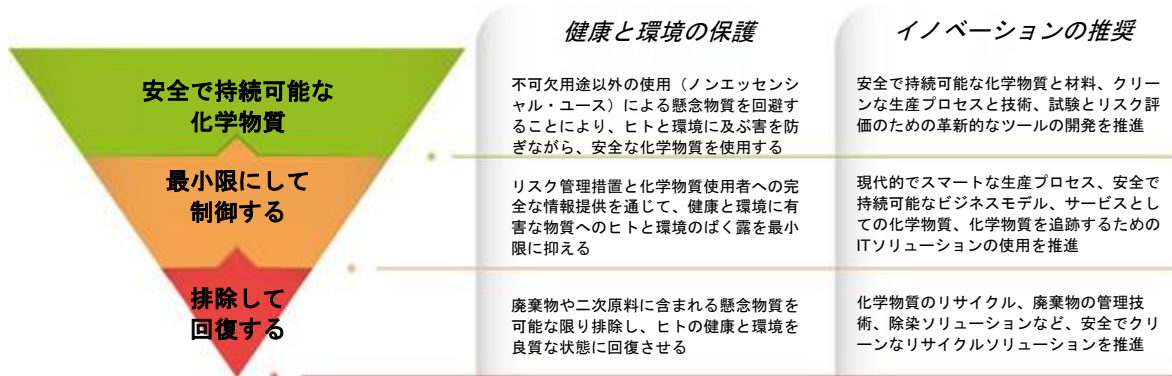 健康と環境の保護
イノベーションの推奨
安全で持続可能な
化学物質
不可欠用途以外の使用（ノンエッセンシ
ャル・ユース）による懸念物質を回避す
ることにより、ヒトと環境に及ぶ害を防
ぎながら、安全な化学物質を使用する
安全で持続可能な化学物質と材料、クリー
ンな生産プロセスと技術、試験とリスク評
価のための革新的なツールの開発を推進
最小限にして
制御する
リスク管理措置と化学物質使用者への完
全な情報提供を通じて、健康と環境に有
害な物質へのヒトと環境のばく露を最小
限に抑える
現代的でスマートな生産プロセス、安全で
持続可能なビジネスモデル、サービスとし
ての化学物質、化学物質を追跡するための
ITソリューションの使用を推進
排除して
回復する
廃棄物や二次原料に含まれる懸念物質を
可能な限り排除し、ヒトの健康と環境を
良質な状態に回復させる
化学物質のリサイクル、廃棄物の管理技
術、除染ソリューションなど、安全でクリ
ーンなリサイクルソリューションを推進